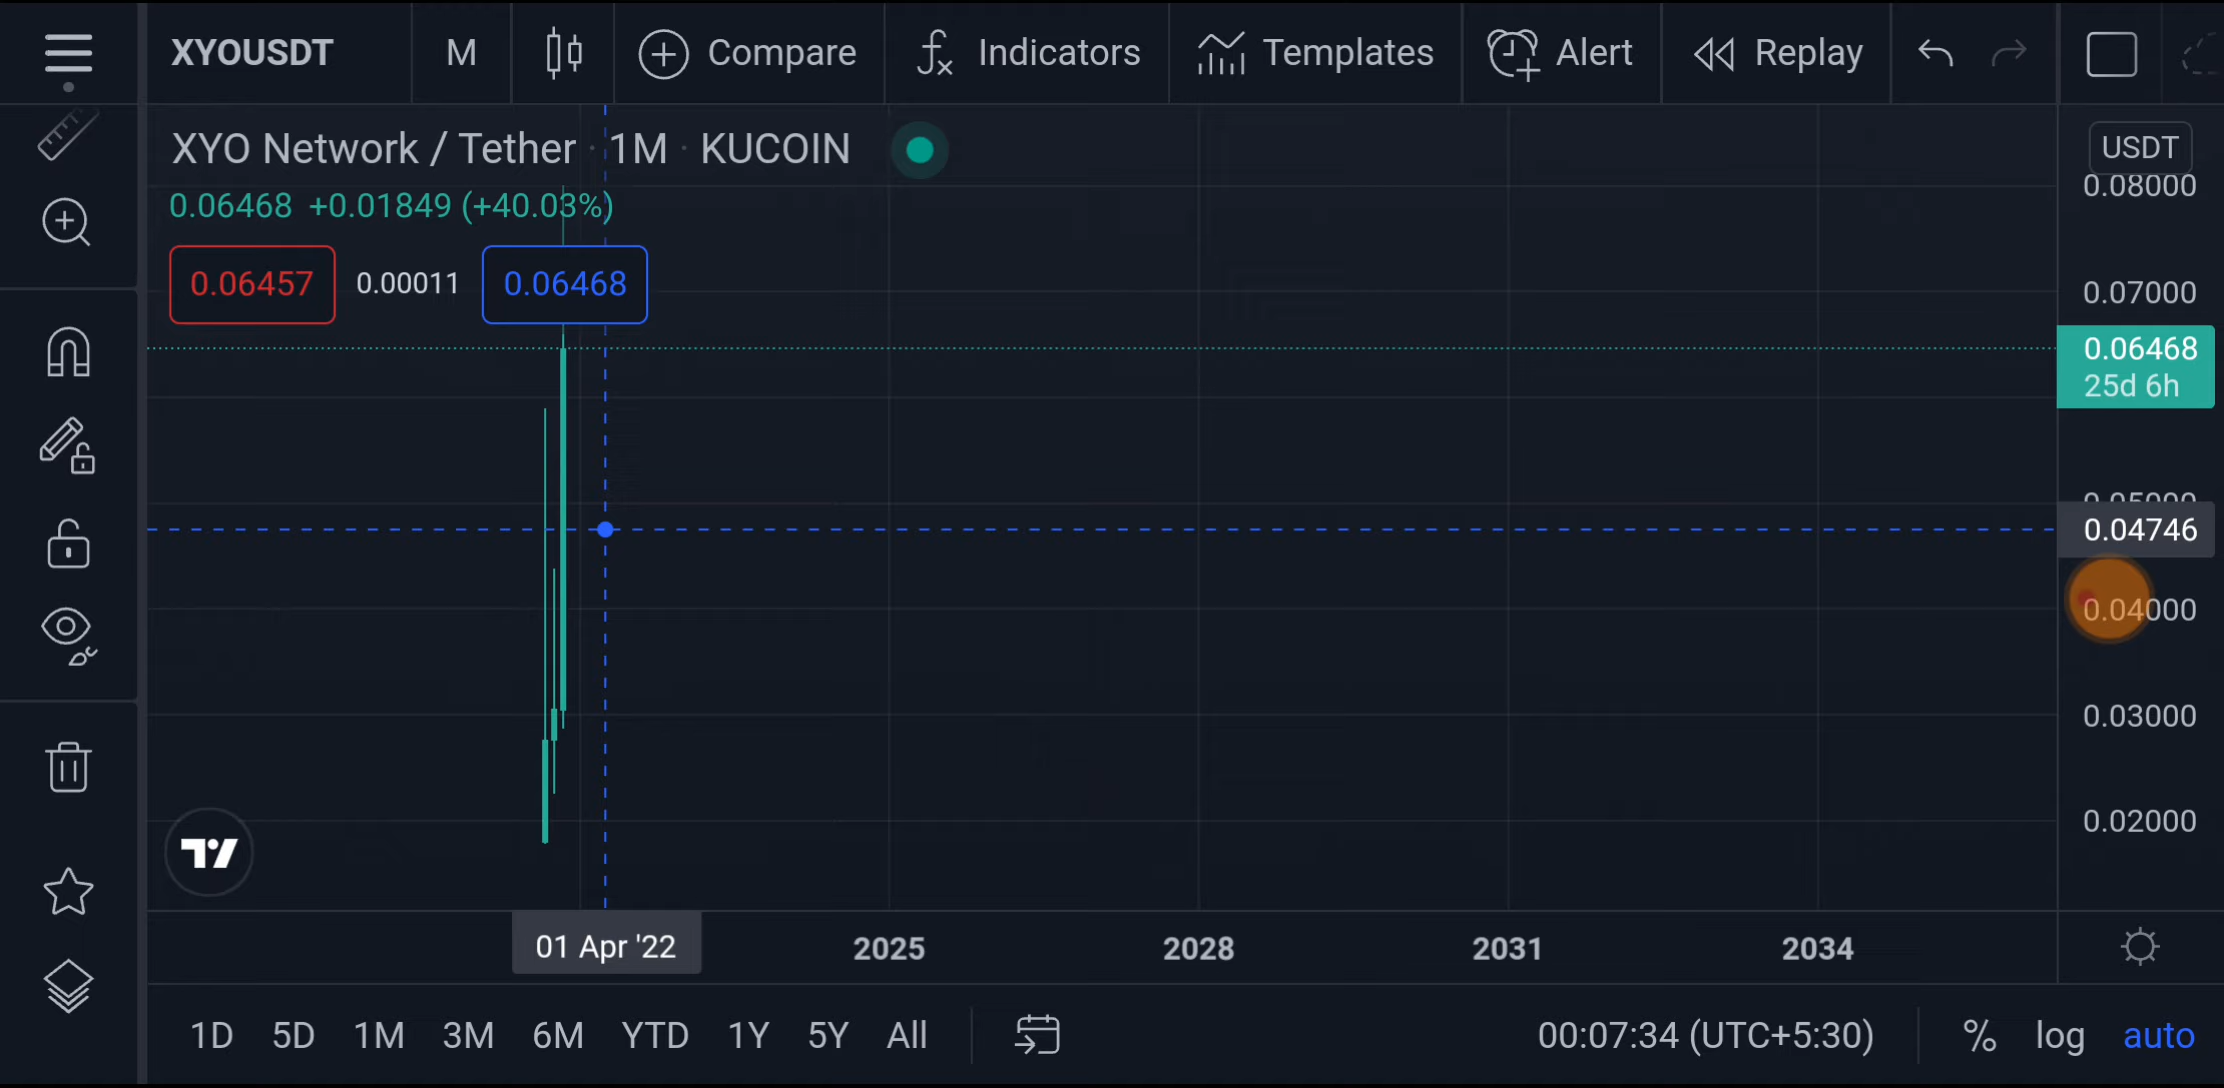 XYOUSDT
M
Compare
Indicators
Templates
Alert
Replay
XYO Network / Tether · 1M · KUCOIN
0.06468 +0.01849 (+40.03%)
0.06457
0.00011
0.06468
USDT
0.08000
0.07000
0.06468
25d 6h
0.05000
0.04746
0.04000
0.03000
0.02000
01 Apr '22
2025
2028
2031
2034
1D 5D 1M 3M 6M YTD 1Y 5Y All
00:07:34 (UTC+5:30)
% log auto